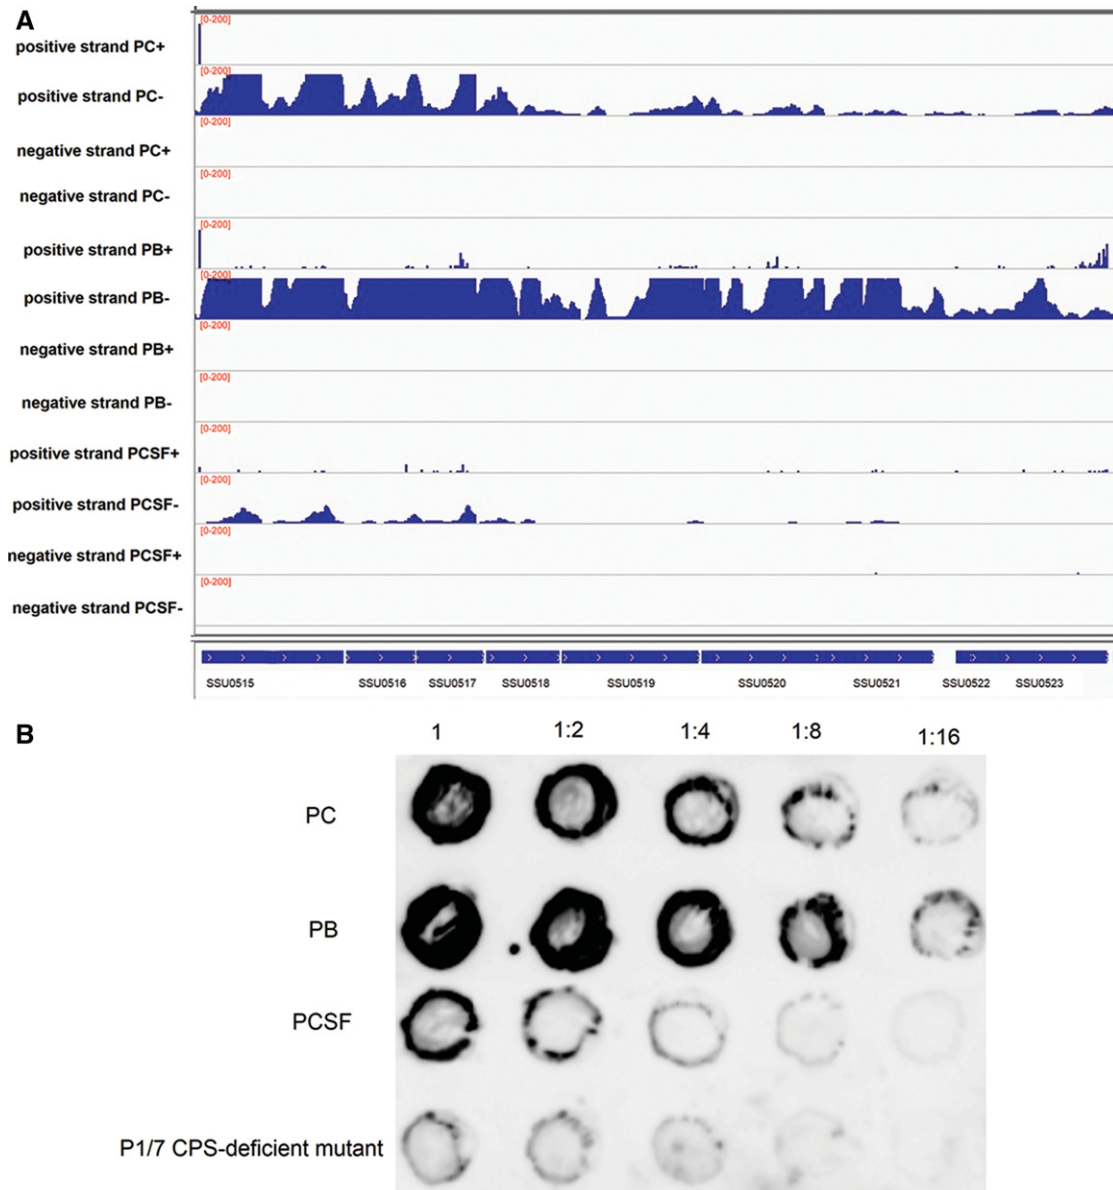 A
[0-200]
positive strand PC+
[0-200]
positive strand PC-
[0-200]
negative strand PC+
[0-200]
negative strand PC-
[0-200]
positive strand PB+
[0-200]
positive strand PB-
[0-200]
negative strand PB+
[0-200]
negative strand PB-
[0-200]
positive strand PCSF+
[0-200]
positive strand PCSF-
[0-200]
negative strand PCSF+
[0-200]
negative strand PCSF-
SSU0515 SSU0516 SSU0517 SSU0518 SSU0519 SSU0520 SSU0521 SSU0522 SSU0523
B
1 1:2 1:4 1:8 1:16
PC
PB
PCSF
P1/7 CPS-deficient mutant